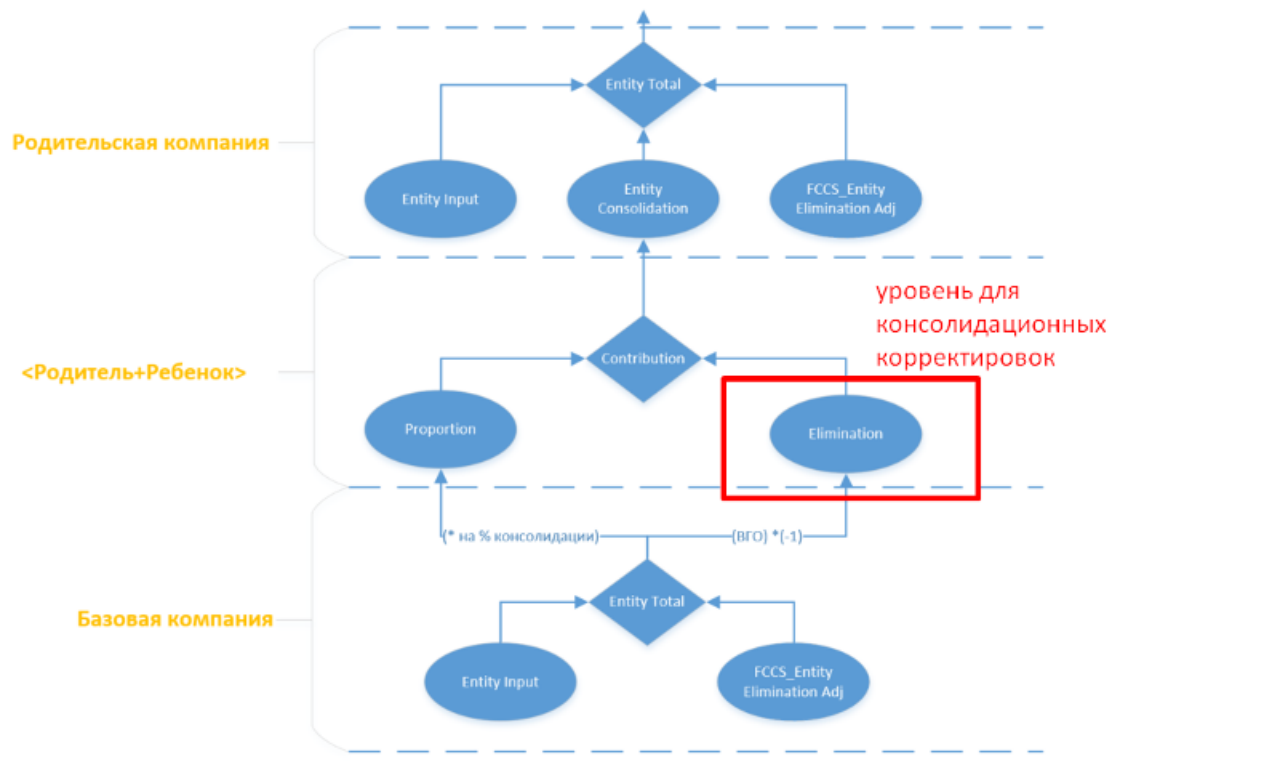 Entity Total
Родительская компания
Entity Input
Entity
Consolidation
FCCS_Entity
Elimination Adj
уровень для
консолидационных
корректировок
<Родитель+Ребенок>
Contribution
Proportion
Elimination
(* на % консолидации)
(ВГО) *(-1)
Entity Total
Базовая компания
Entity Input
FCCS_Entity
Elimination Adj